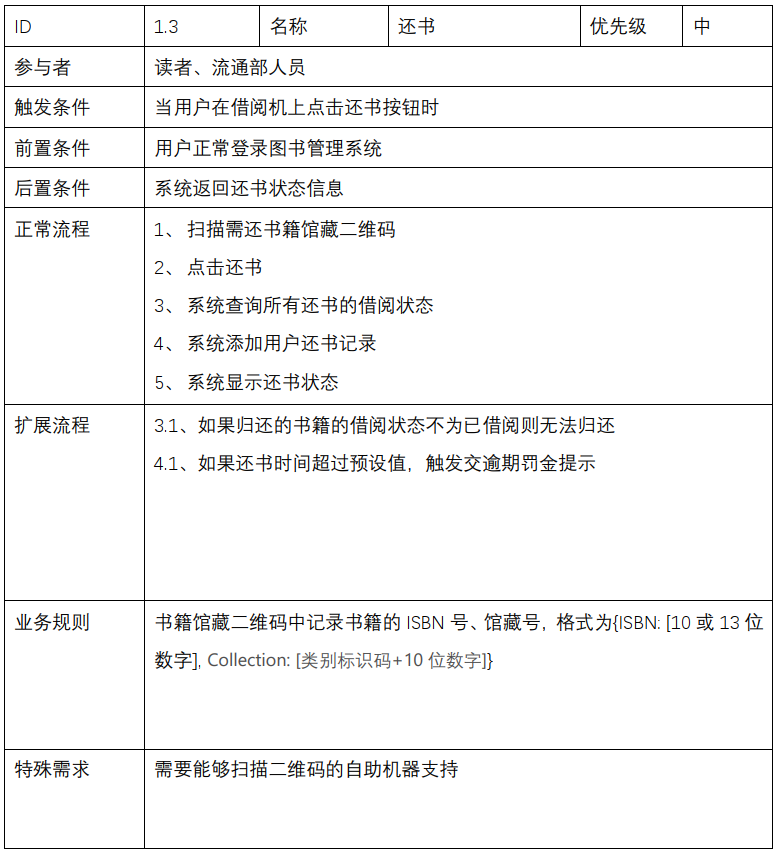 ID 1.3 名称 还书 优先级 中
参与者 读者、流通部人员
触发条件 当用户在借阅机上点击还书按钮时
前置条件 用户正常登录图书管理系统
后置条件 系统返回还书状态信息
正常流程 1、 扫描需还书籍馆藏二维码
2、 点击还书
3、 系统查询所有还书的借阅状态
4、 系统添加用户还书记录
5、 系统显示还书状态
扩展流程 3.1、如果归还的书籍的借阅状态不为已借阅则无法归还
4.1、如果还书时间超过预设值，触发交逾期罚金提示
业务规则 书籍馆藏二维码中记录书籍的 ISBN 号、馆藏号，格式为{ISBN: [10 或 13 位
数字], Collection: [类别标识码+10 位数字]}
特殊需求 需要能够扫描二维码的自助机器支持